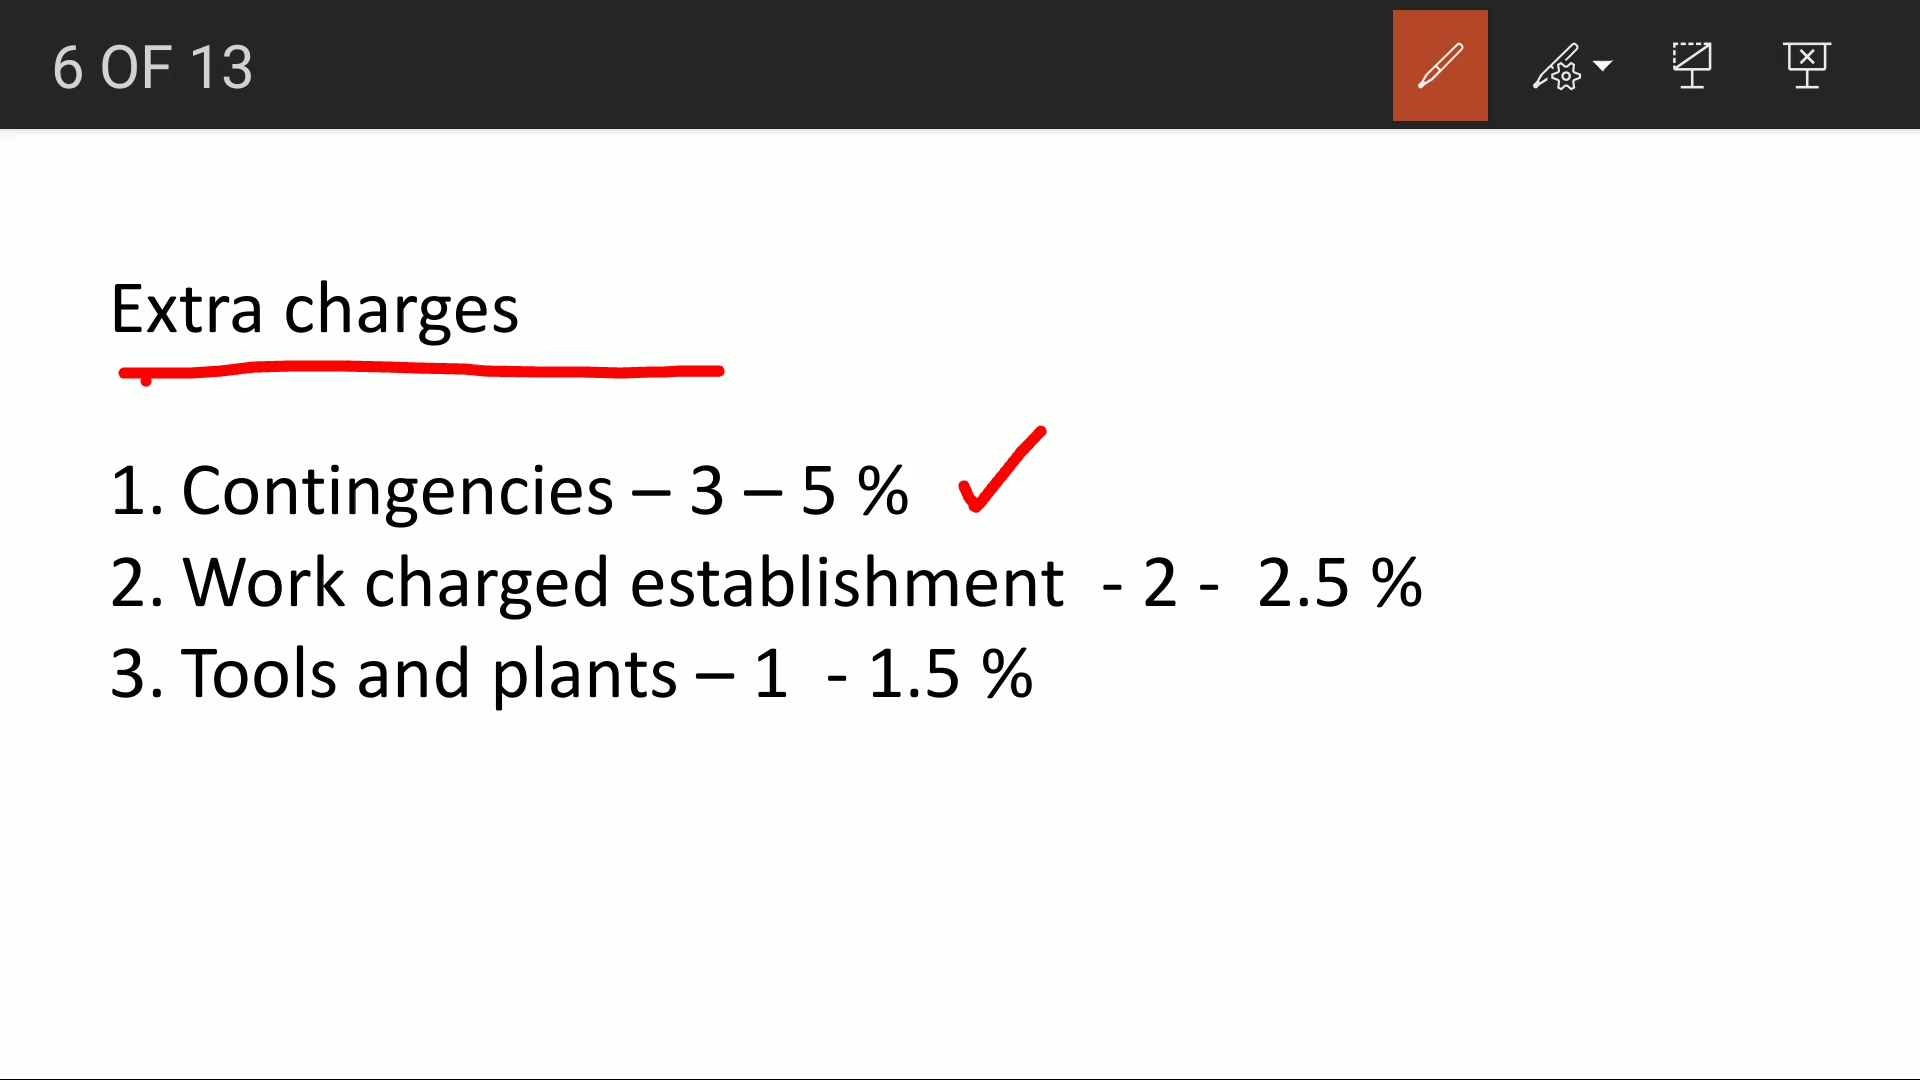 6 OF 13
Extra charges
1. Contingencies – 3 – 5 %
2. Work charged establishment  - 2 -  2.5 %
3. Tools and plants – 1  - 1.5 %